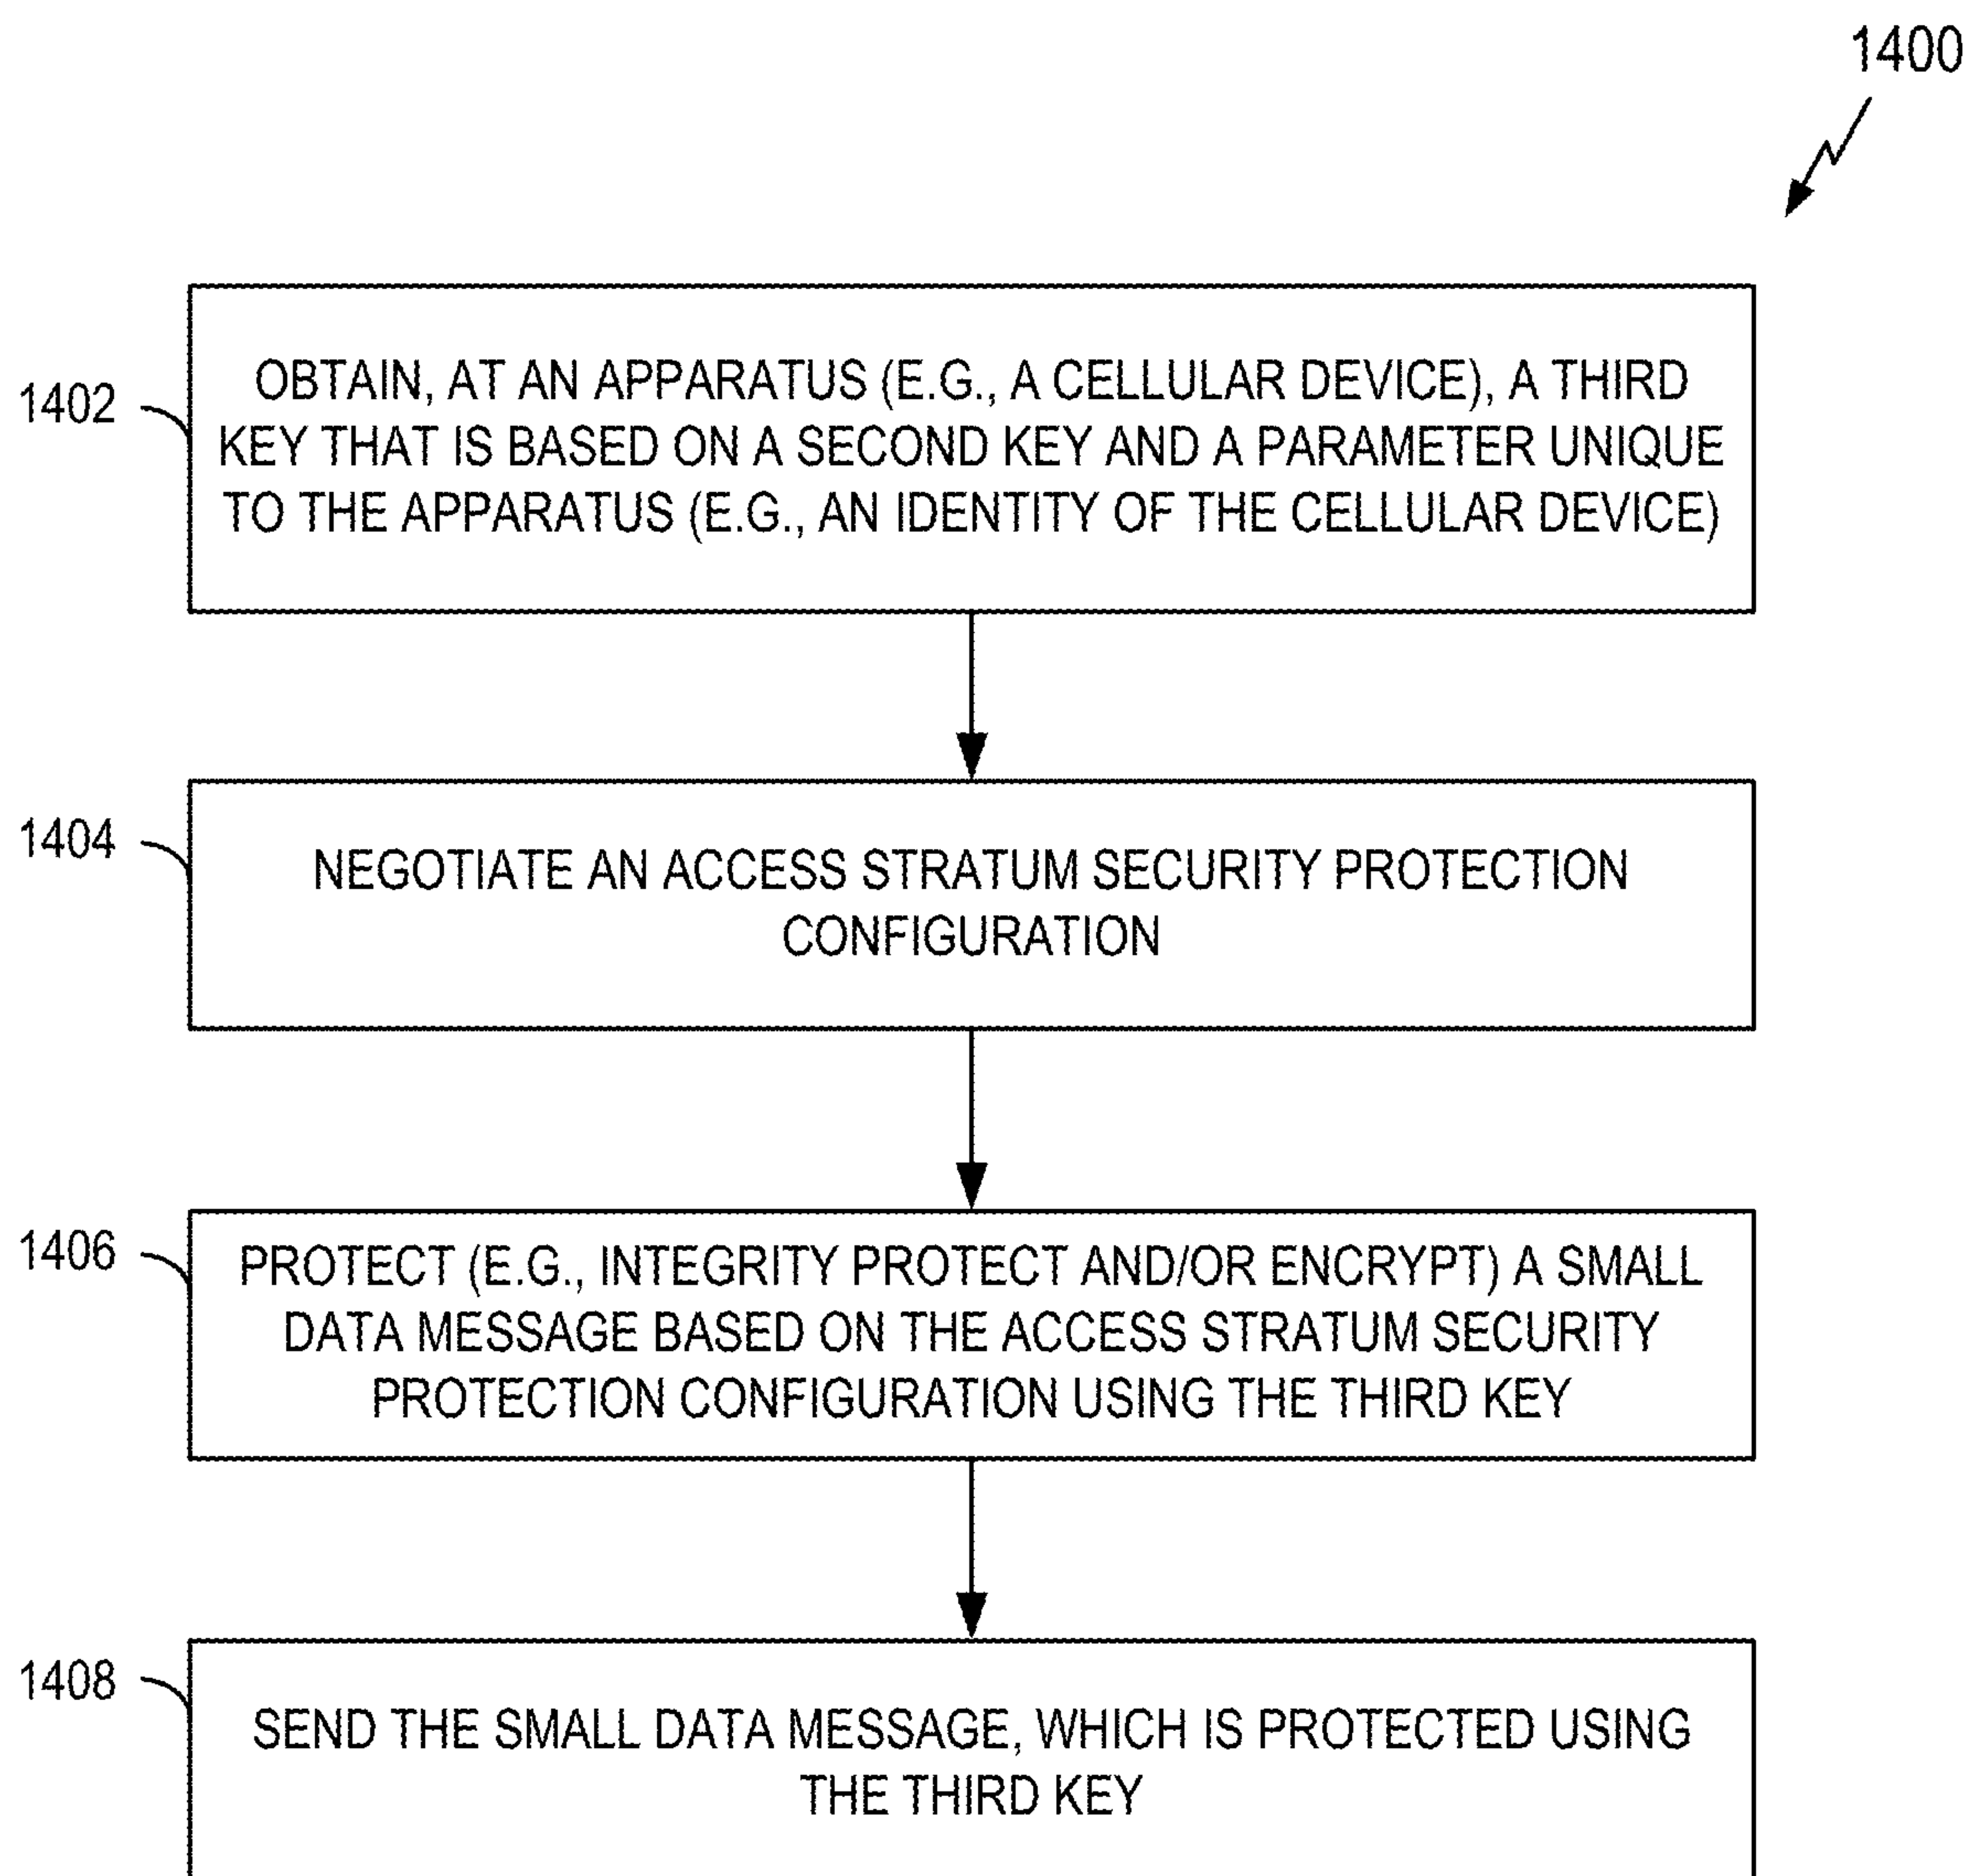 1400
1402
OBTAIN, AT AN APPARATUS (E.G., A CELLULAR DEVICE), A THIRD
KEY THAT IS BASED ON A SECOND KEY AND A PARAMETER UNIQUE
TO THE APPARATUS (E.G., AN IDENTITY OF THE CELLULAR DEVICE)
1404
NEGOTIATE AN ACCESS STRATUM SECURITY PROTECTION
CONFIGURATION
1406
PROTECT (E.G., INTEGRITY PROTECT AND/OR ENCRYPT) A SMALL
DATA MESSAGE BASED ON THE ACCESS STRATUM SECURITY
PROTECTION CONFIGURATION USING THE THIRD KEY
1408
SEND THE SMALL DATA MESSAGE, WHICH IS PROTECTED USING
THE THIRD KEY